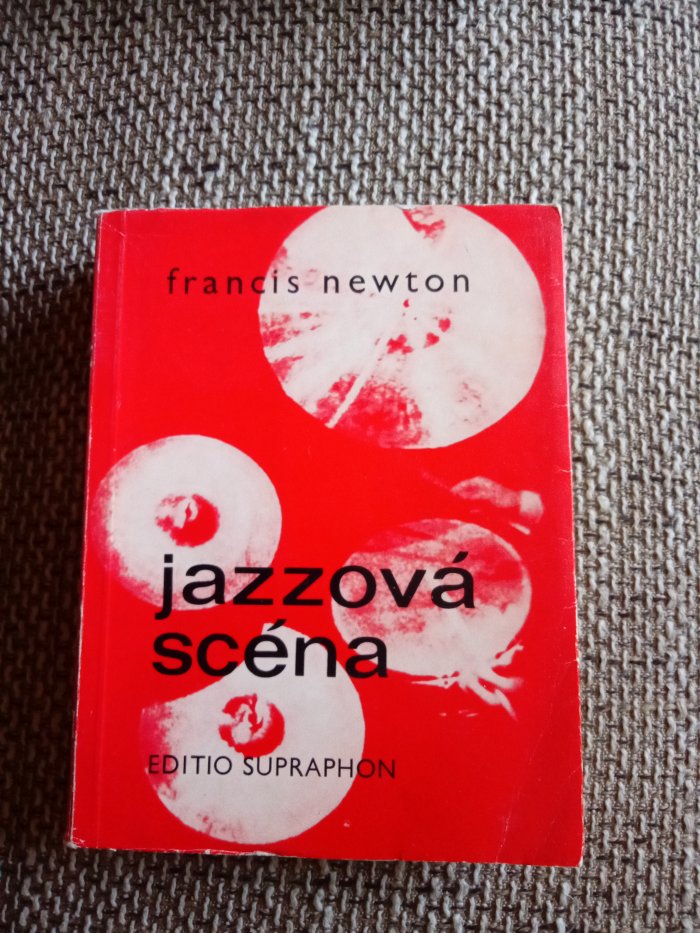 francis newton
jazzová
scéna
EDITIO SUPRAPHON